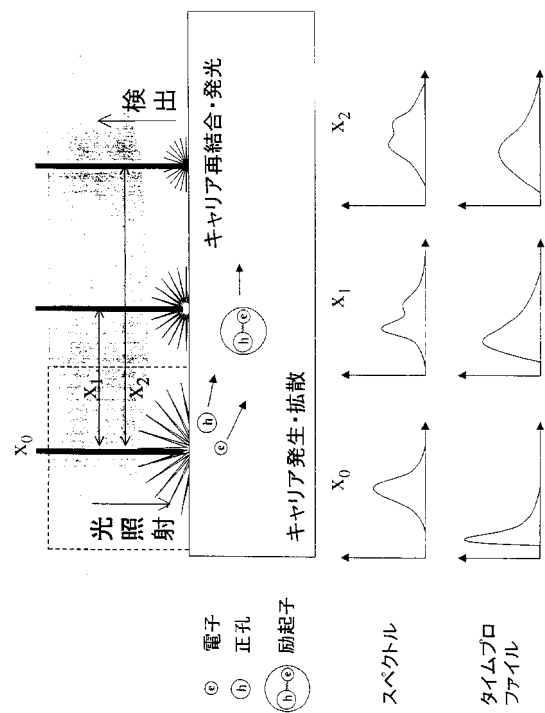 X₀
X₁
X₂
光照射
検出
キャリア再結合・発光
h
e
h e
キャリア発生・拡散
e 電子
h 正孔
h e 励起子
X₀
X₁
X₂
スペクトル
タイムプロ
ファイル